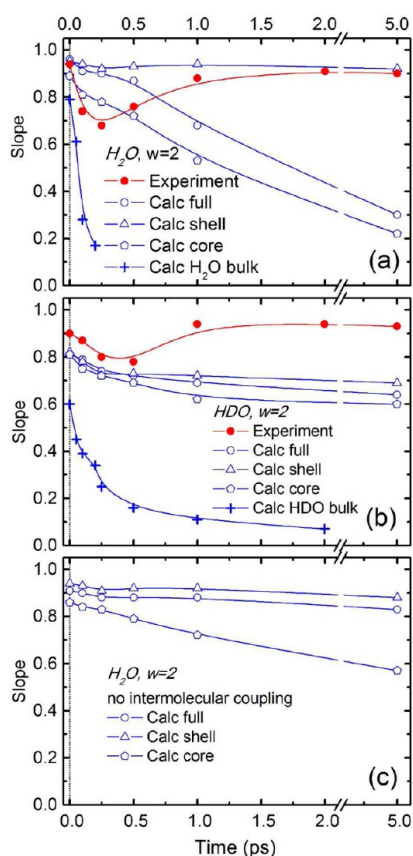 1.0
0.8
0.6
0.4
0.2
0.0
Slope
H2O, w=2
Experiment
Calc full
Calc shell
Calc core
Calc H2O bulk
(a)
0.0 0.5 1.0 2.0 5.0
1.0
0.8
0.6
0.4
0.2
0.0
Slope
HDO, w=2
Experiment
Calc full
Calc shell
Calc core
Calc HDO bulk
(b)
1.0
0.8
0.6
0.4
0.2
0.0
Slope
H2O, w=2
no intermolecular coupling
Calc full
Calc shell
Calc core
(c)
0.0 0.5 1.0 2.0 5.0
Time (ps)